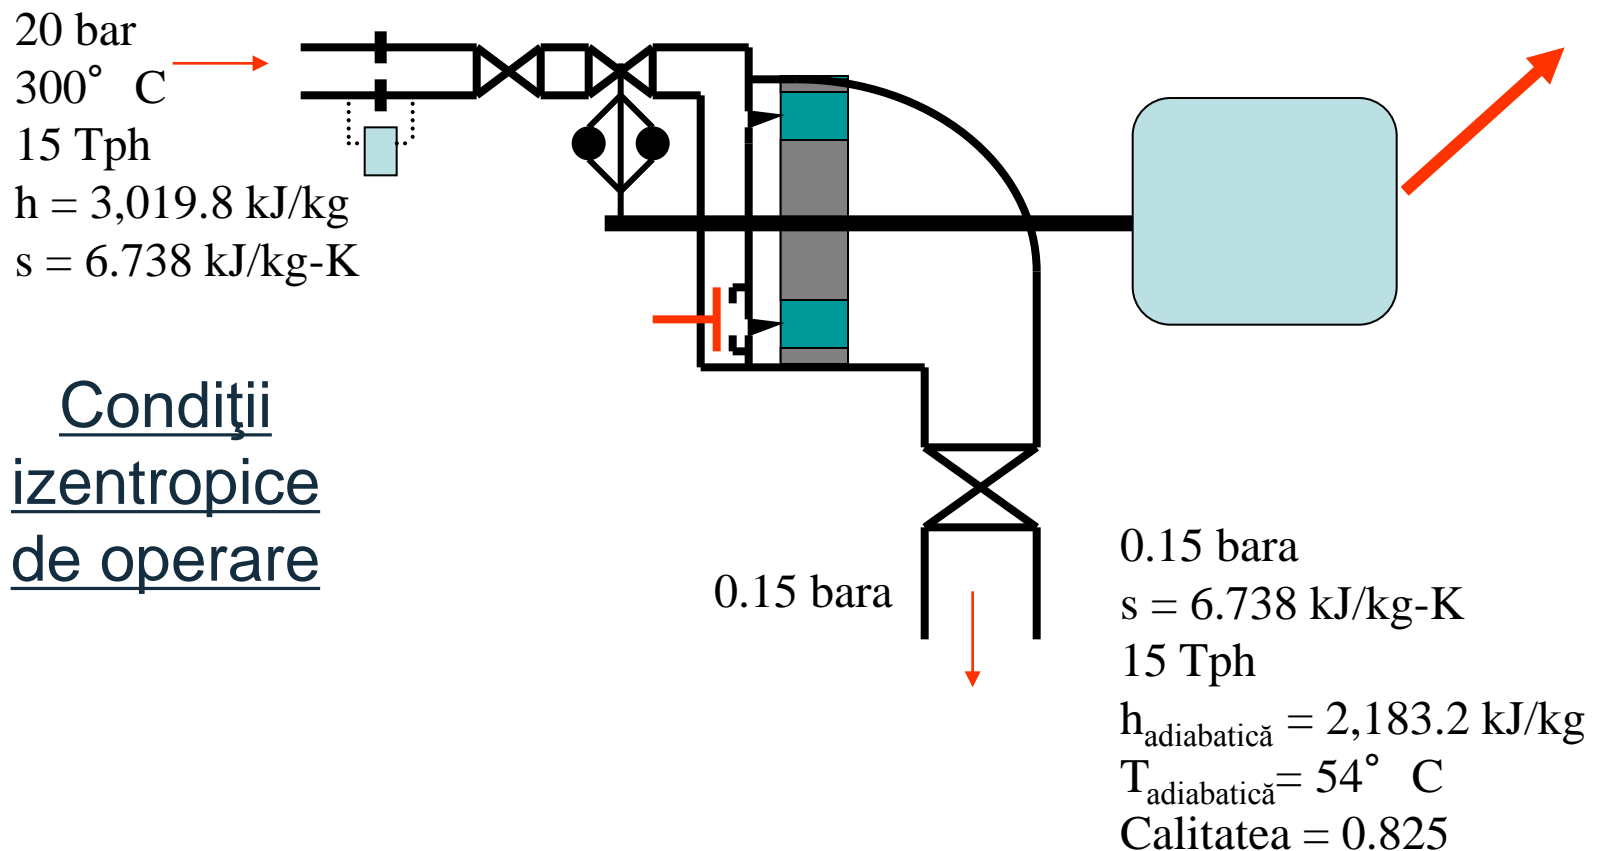 20 bar
300° C
15 Tph
h = 3,019.8 kJ/kg
s = 6.738 kJ/kg-K
Condiţii
izentropice
de operare
0.15 bara
0.15 bara
s = 6.738 kJ/kg-K
15 Tph
hadiabatică = 2,183.2 kJ/kg
Tadiabatică= 54° C
Calitatea = 0.825